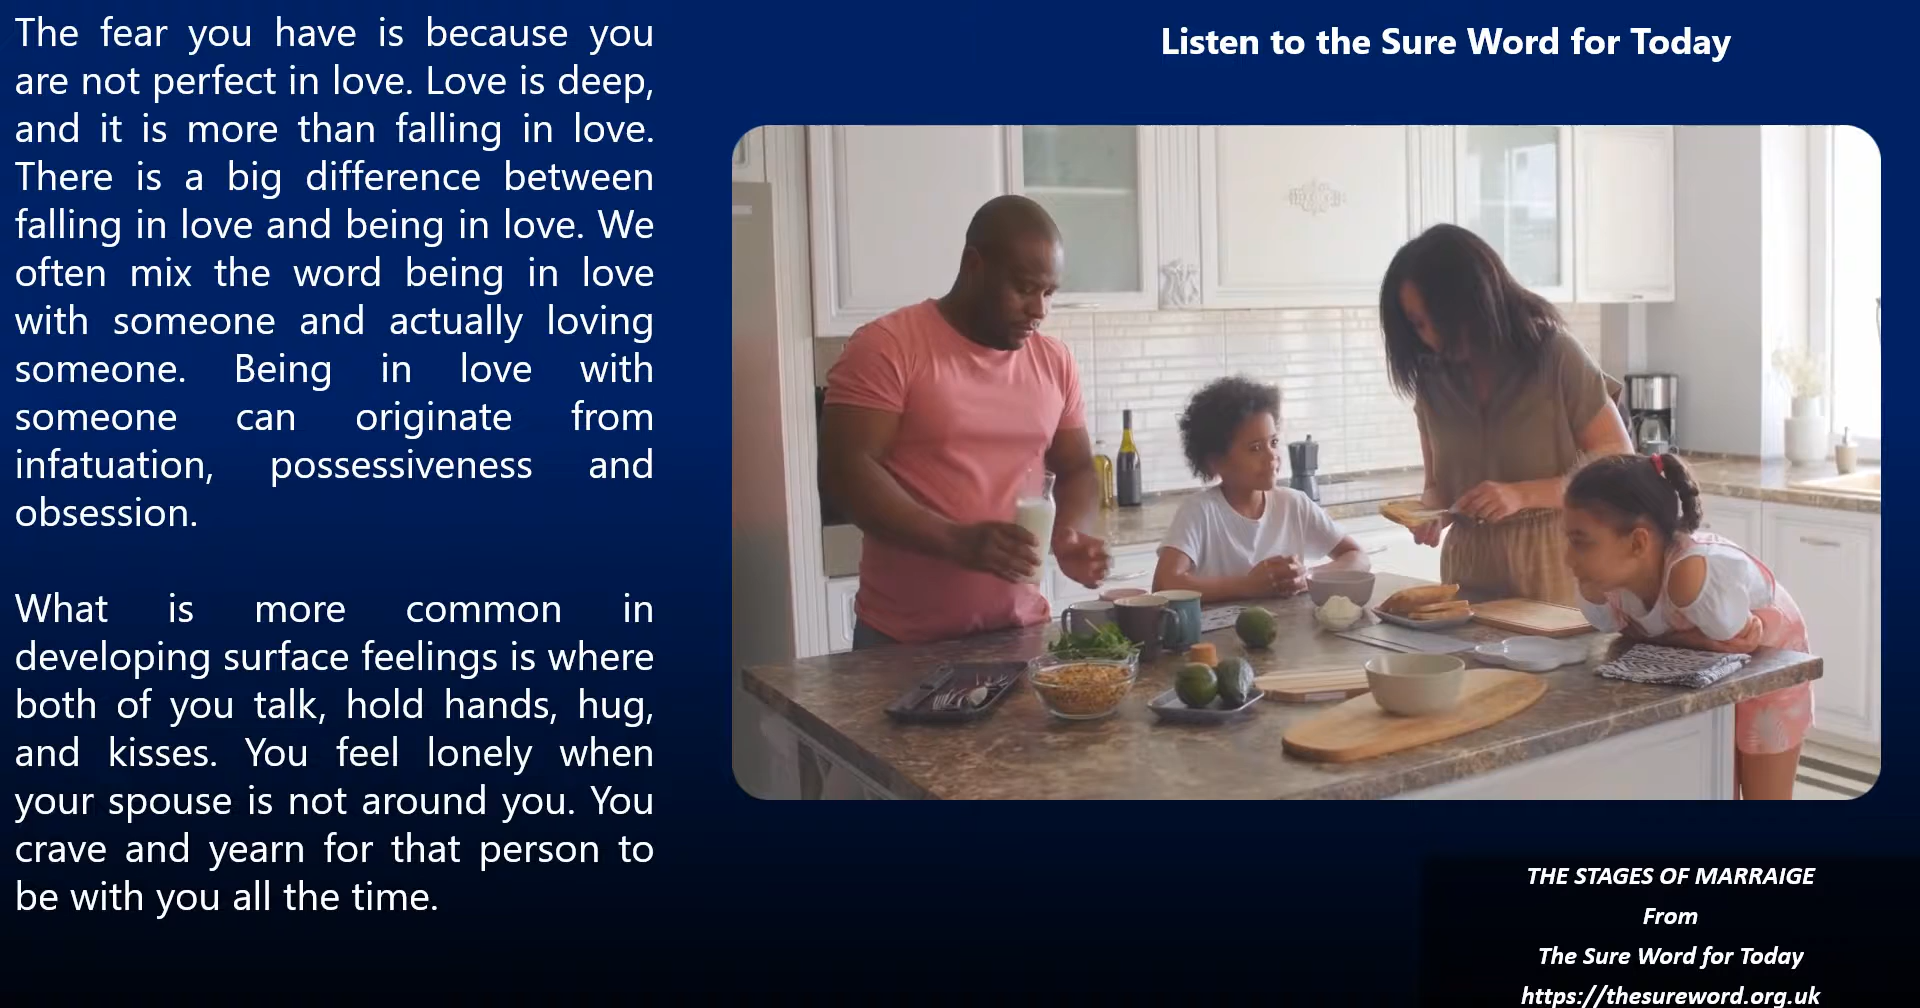 The fear you have is because you
are not perfect in love. Love is deep,
and it is more than falling in love.
There is a big difference between
falling in love and being in love. We
often mix the word being in love
with someone and actually loving
someone. Being in love with
someone can originate from
infatuation, possessiveness and
obsession.
What is more common in
developing surface feelings is where
both of you talk, hold hands, hug,
and kisses. You feel lonely when
your spouse is not around you. You
crave and yearn for that person to
be with you all the time.
Listen to the Sure Word for Today
THE STAGES OF MARRAIGE
From
The Sure Word for Today
https://thesureword.org.uk